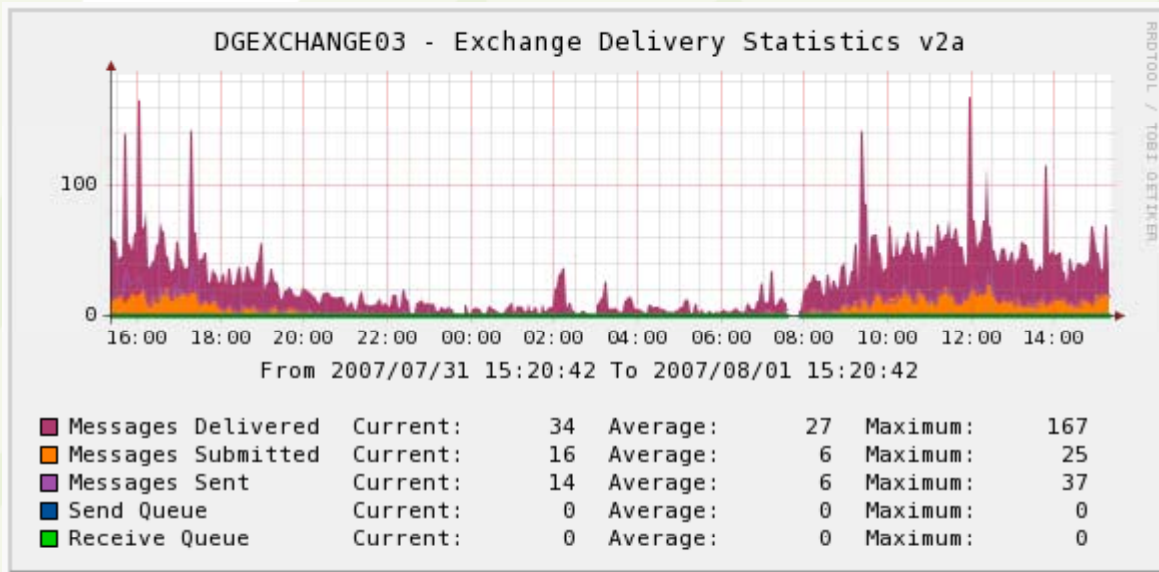 DGEXCHANGE03 - Exchange Delivery Statistics v2a
RRDTOOL / TOBI OETIKER
100
0
16:00 18:00 20:00 22:00 00:00 02:00 04:00 06:00 08:00 10:00 12:00 14:00
From 2007/07/31 15:20:42 To 2007/08/01 15:20:42
Messages Delivered Current: 34 Average: 27 Maximum: 167
Messages Submitted Current: 16 Average: 6 Maximum: 25
Messages Sent Current: 14 Average: 6 Maximum: 37
Send Queue Current: 0 Average: 0 Maximum: 0
Receive Queue Current: 0 Average: 0 Maximum: 0